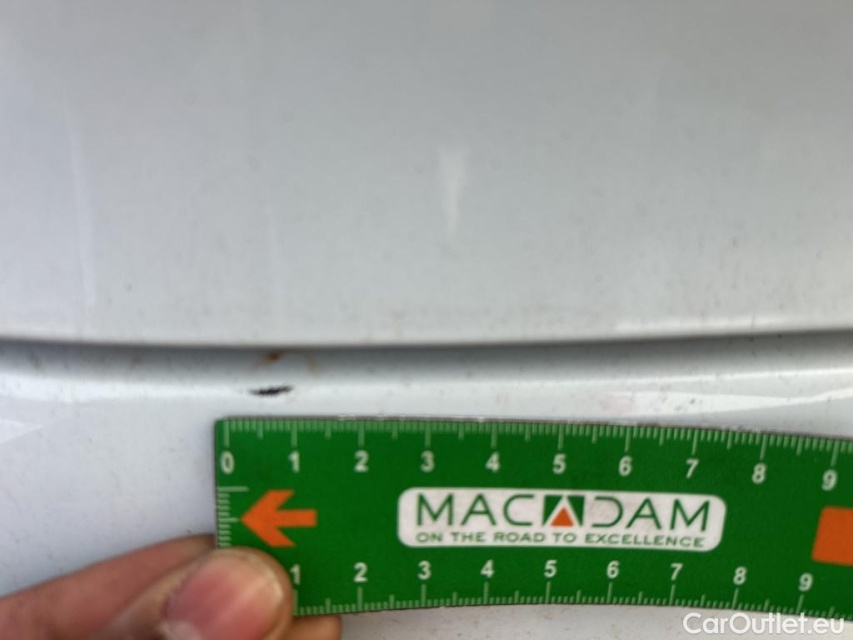 0 1 2 3 4 5 6 7 8 9
MACADAM
ON THE ROAD TO EXCELLENCE
1 2 3 4 5 6 7 8 9
CarOutlet.eu